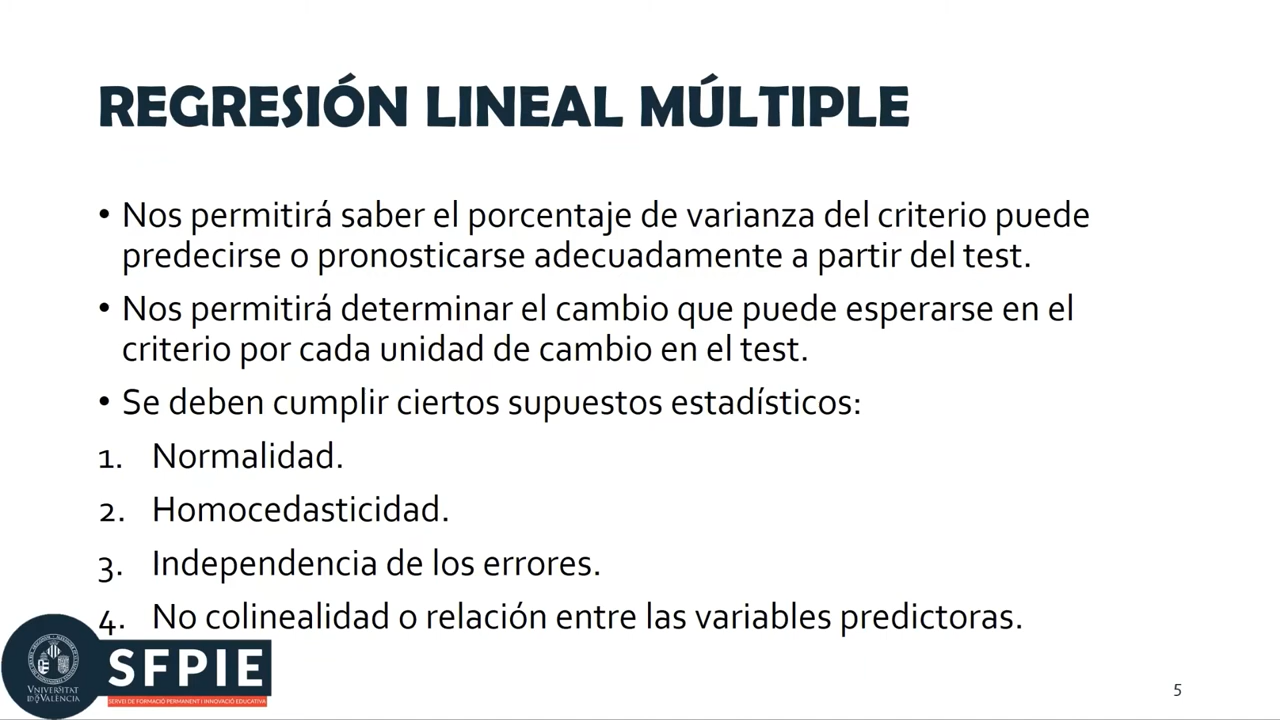 REGRESIÓN LINEAL MÚLTIPLE
• Nos permitirá saber el porcentaje de varianza del criterio puede
predecirse o pronosticarse adecuadamente a partir del test.
• Nos permitirá determinar el cambio que puede esperarse en el
criterio por cada unidad de cambio en el test.
• Se deben cumplir ciertos supuestos estadísticos:
1. Normalidad.
2. Homocedasticidad.
3. Independencia de los errores.
4. No colinealidad o relación entre las variables predictoras.
SFPIE
SERVEI DE FORMACIÓ PERMANENT I INNOVACIÓ EDUCATIVA
VNIVERSITAT
ID VALÈNCIA
5